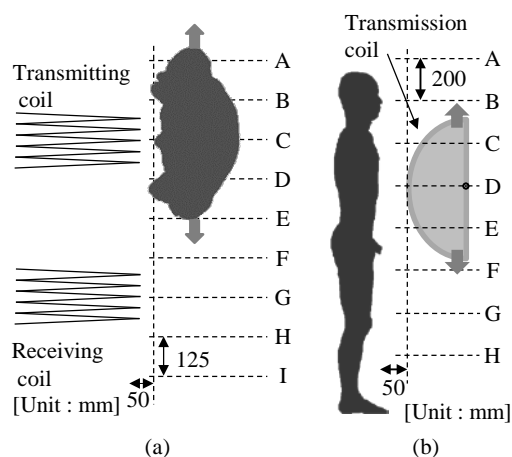 Transmitting
coil
A
B
C
D
E
F
G
H
I
125
Receiving
coil
50
[Unit : mm]
(a)
Transmission
coil
A
200
B
C
D
E
F
G
H
50
[Unit : mm]
(b)